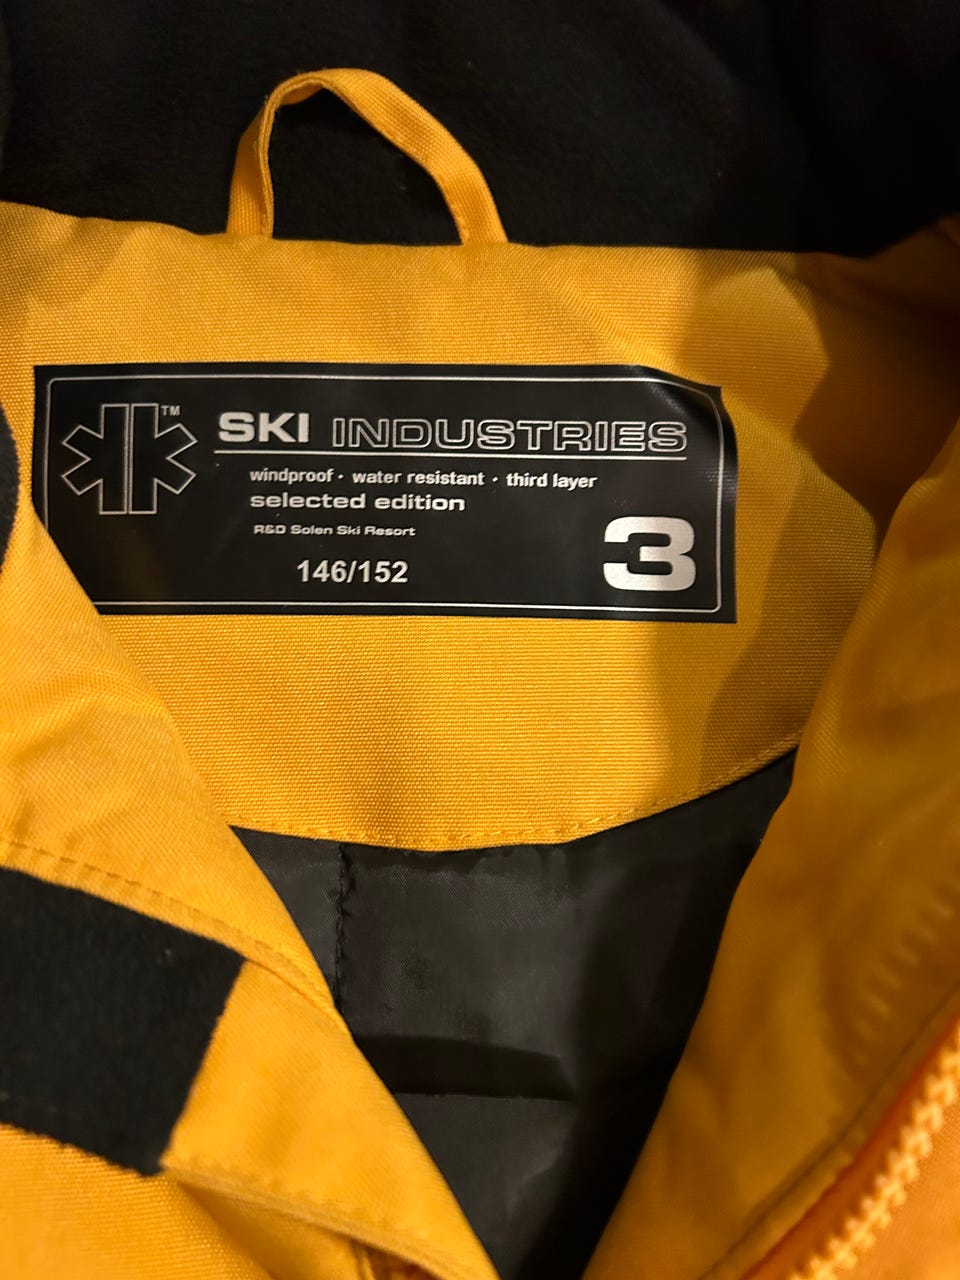 TM
SKI INDUSTRIES
windproof · water resistant · third layer
selected edition
R&D Solen Ski Resort
146/152
3